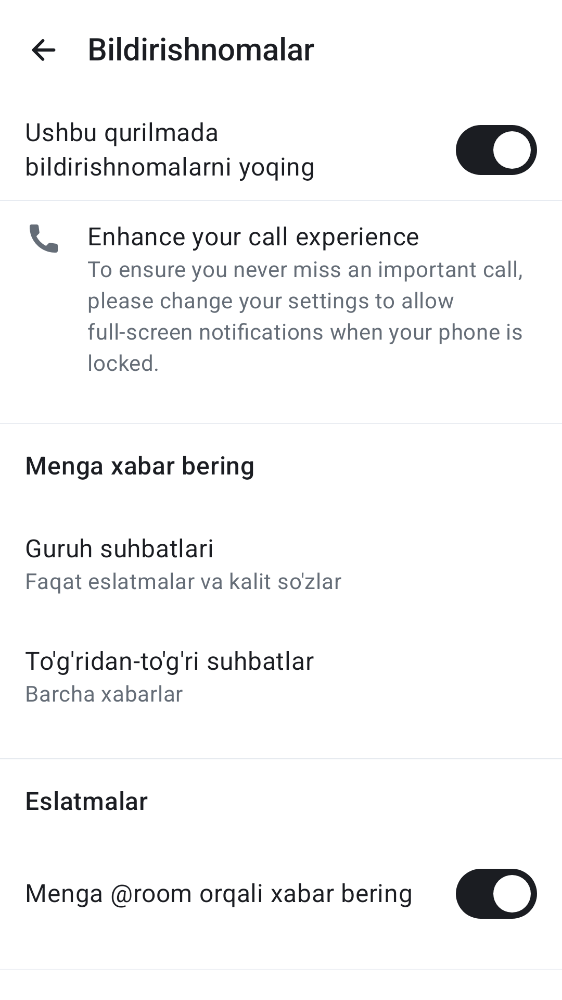 Bildirishnomalar
Ushbu qurilmada
bildirishnomalarni yoqing
Enhance your call experience
To ensure you never miss an important call,
please change your settings to allow
full-screen notifications when your phone is
locked.
Menga xabar bering
Guruh suhbatlari
Faqat eslatmalar va kalit so'zlar
To'g'ridan-to'g'ri suhbatlar
Barcha xabarlar
Eslatmalar
Menga @room orqali xabar bering